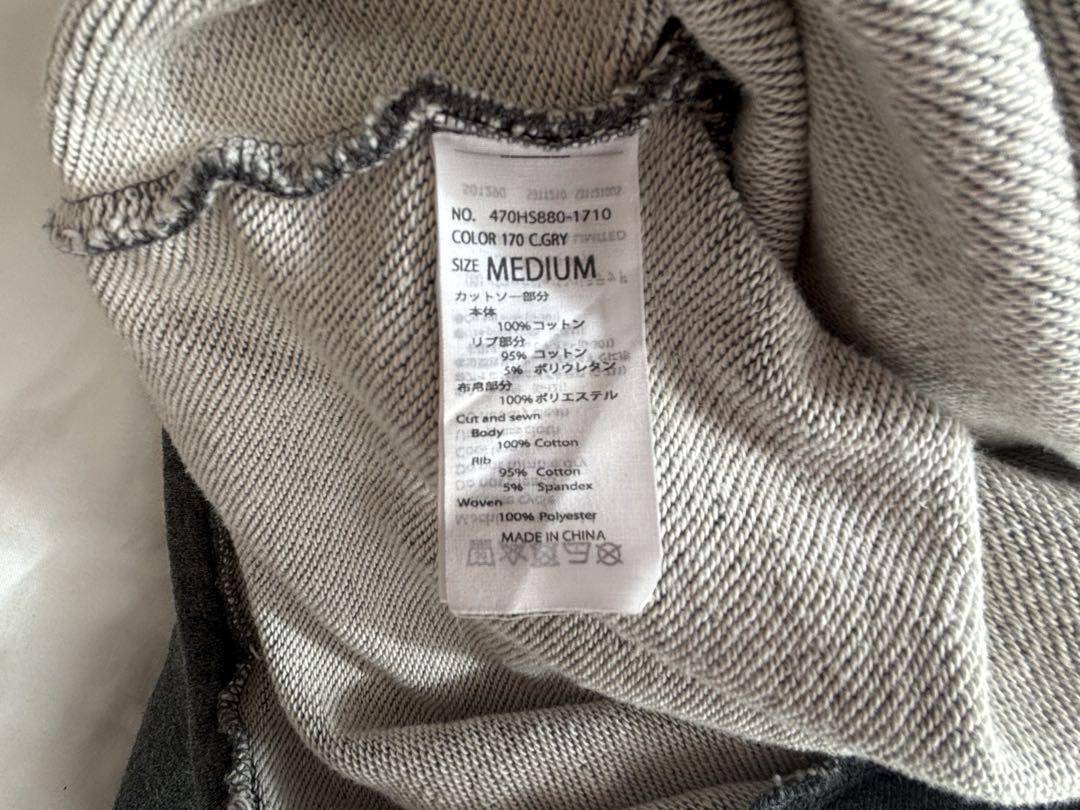 NO. 470HS880-1710
COLOR 170 C.GRY
SIZE MEDIUM
カットソー部分
本体
100% コットン
リブ部分
95% コットン
5% ポリウレタン
布帛部分
100% ポリエステル
Cut and sewn
Body
100% Cotton
Rib
95% Cotton
5% Spandex
Woven
100% Polyester
MADE IN CHINA